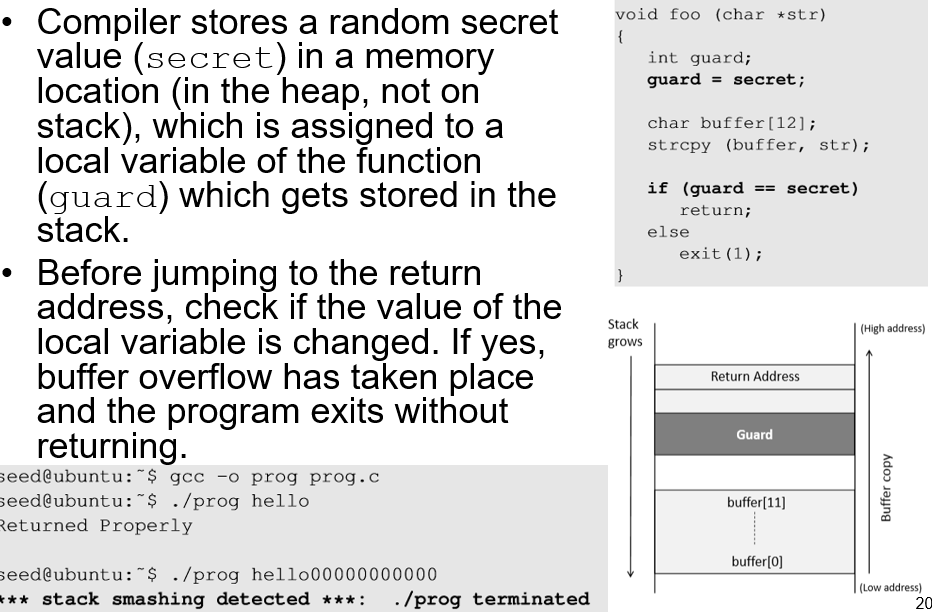 • Compiler stores a random secret
value (secret) in a memory
location (in the heap, not on
stack), which is assigned to a
local variable of the function
(guard) which gets stored in the
stack.
• Before jumping to the return
address, check if the value of the
local variable is changed. If yes,
buffer overflow has taken place
and the program exits without
returning.
seed@ubuntu:~$ gcc -o prog prog.c
seed@ubuntu:~$ ./prog hello
Returned Properly
seed@ubuntu:~$ ./prog hello00000000000
*** stack smashing detected ***: ./prog terminated
void foo (char *str)
{
int guard;
guard = secret;
char buffer[12];
strcpy (buffer, str);
if (guard == secret)
return;
else
exit(1);
}
Stack
grows
(High address)
Return Address
Guard
buffer[11]
buffer[0]
Buffer copy
(Low address)
20